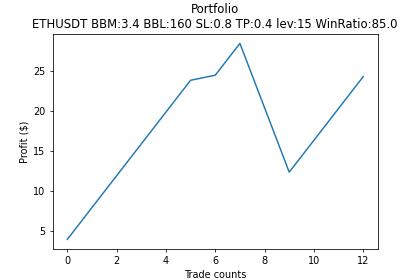 Portfolio
ETHUSDT BBM:3.4 BBL:160 SL:0.8 TP:0.4 lev:15 WinRatio:85.0
Profit ($)
25
20
15
10
5
0 2 4 6 8 10 12
Trade counts